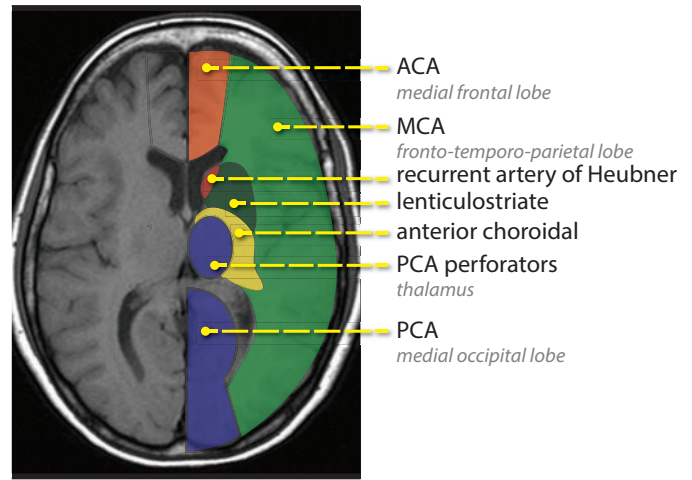 ACA
medial frontal lobe
MCA
fronto-temporo-parietal lobe
recurrent artery of Heubner
lenticulostriate
anterior choroidal
PCA perforators
thalamus
PCA
medial occipital lobe